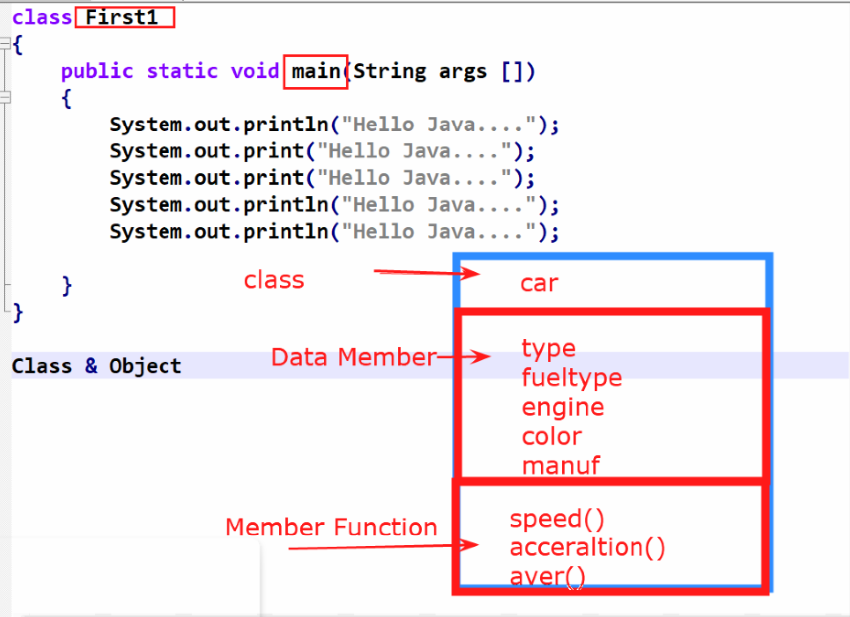 class First1
{
public static void main(String args [])
{
System.out.println("Hello Java....");
System.out.print("Hello Java....");
System.out.print("Hello Java....");
System.out.println("Hello Java....");
System.out.println("Hello Java....");
}
}
Class & Object
class
car
Data Member
type
fueltype
engine
color
manuf
Member Function
speed()
acceraltion()
aver()